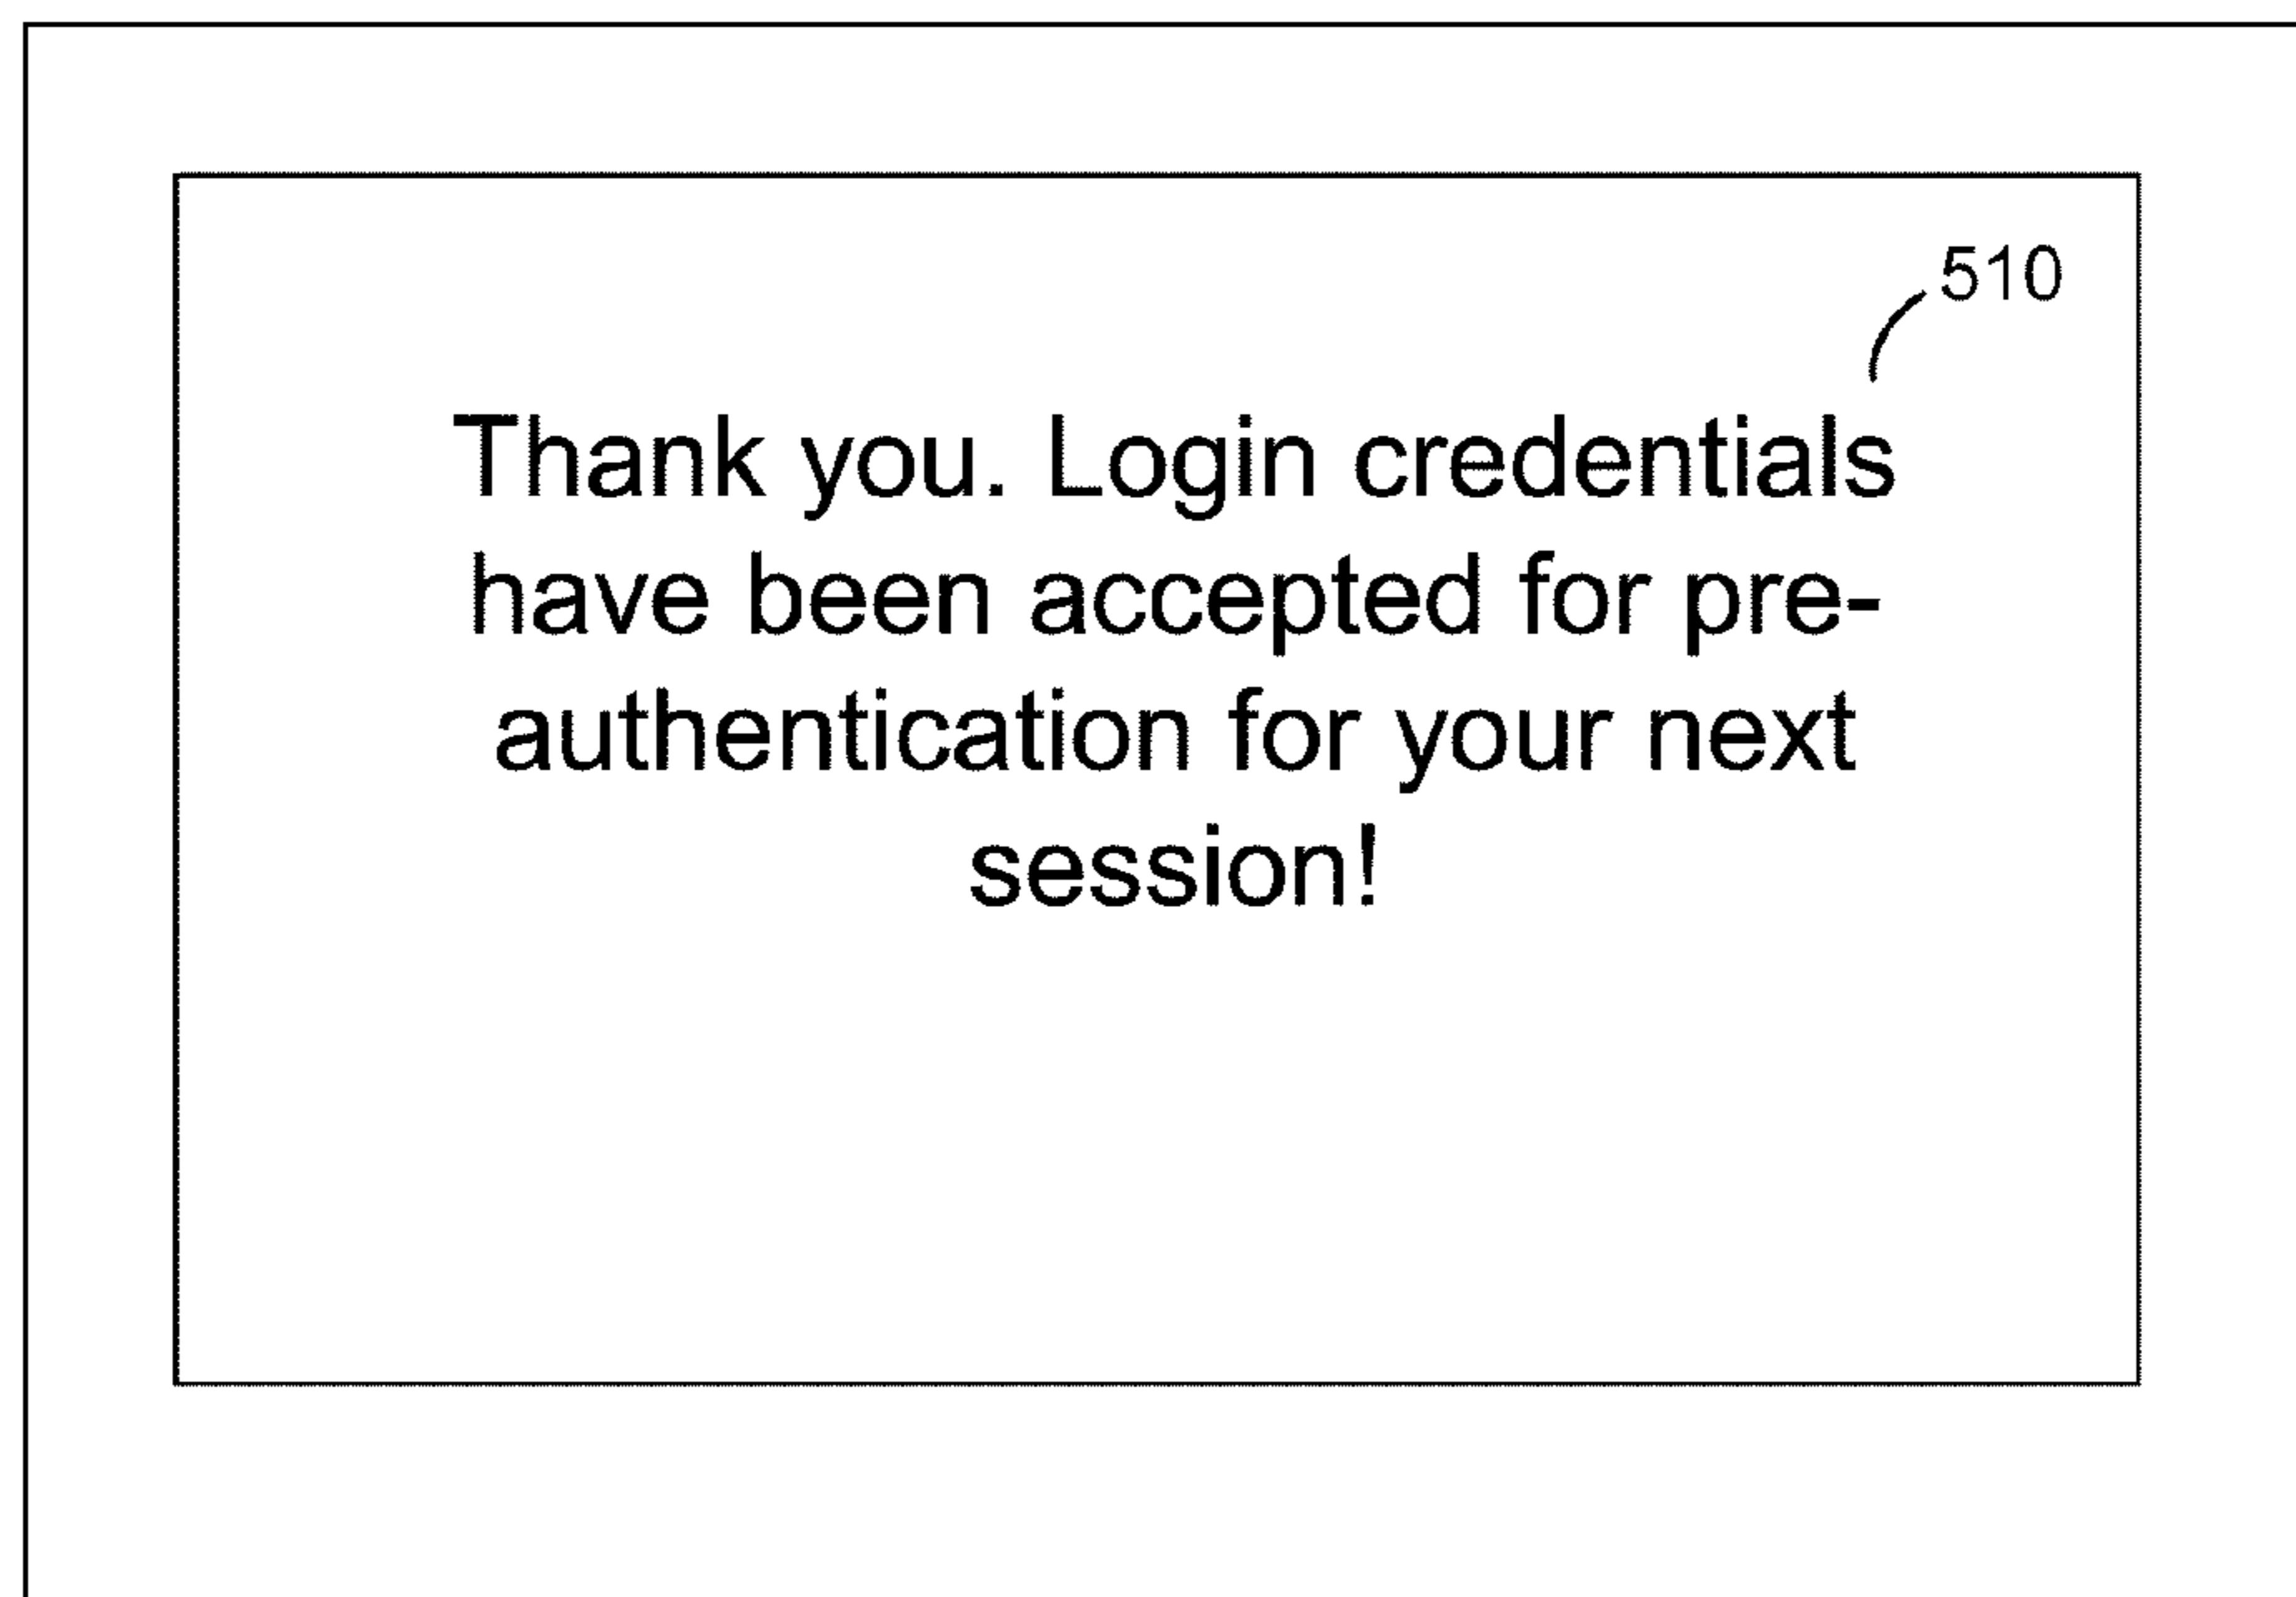 510
Thank you. Login credentials
have been accepted for pre-
authentication for your next
session!